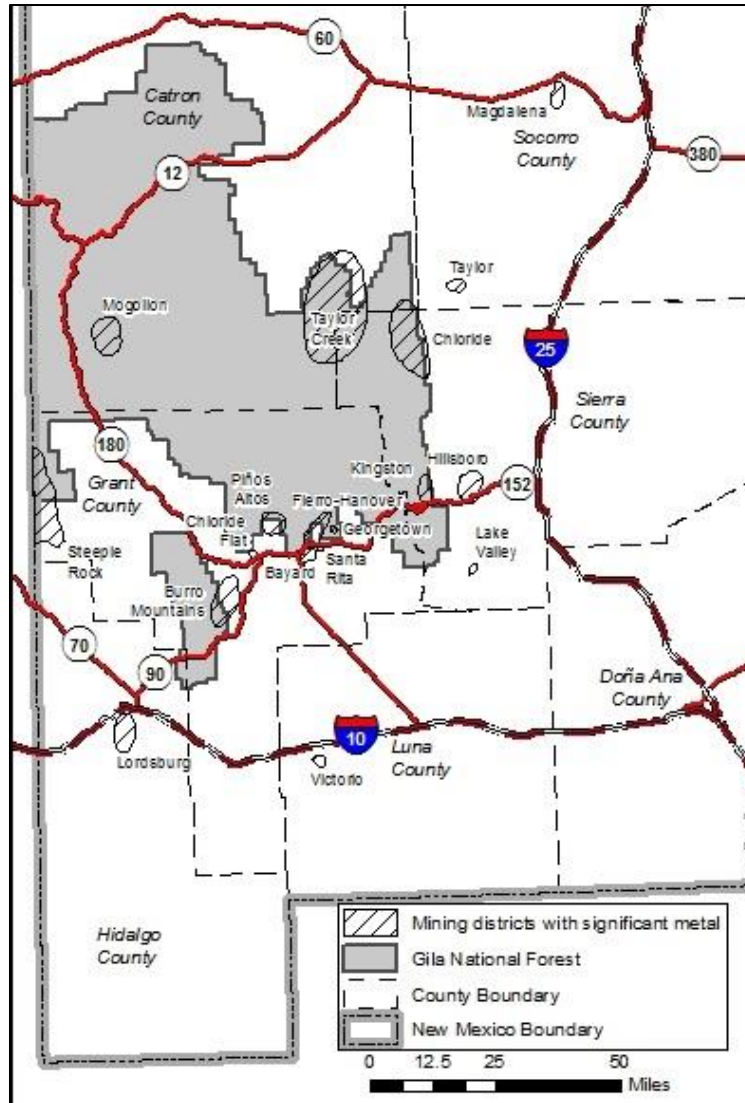 60
Catron
County
Magdalena
Socorro
County
380
12
Taylor
Mogollon
Taylor
Creek
Chloride
25
Sierra
County
180
Grant
County
Kingston
Hillsboro
152
Piños
Altos
Fierro-Hanover
Chloride
Flat
Georgetown
Lake
Valley
Steeple
Rock
Bayard
Santa
Rita
Burro
Mountains
70
90
Doña Ana
County
10
Luna
County
Lordsburg
Victorio
Hidalgo
County
Mining districts with significant metal
Gila National Forest
County Boundary
New Mexico Boundary
0 12.5 25 50
Miles